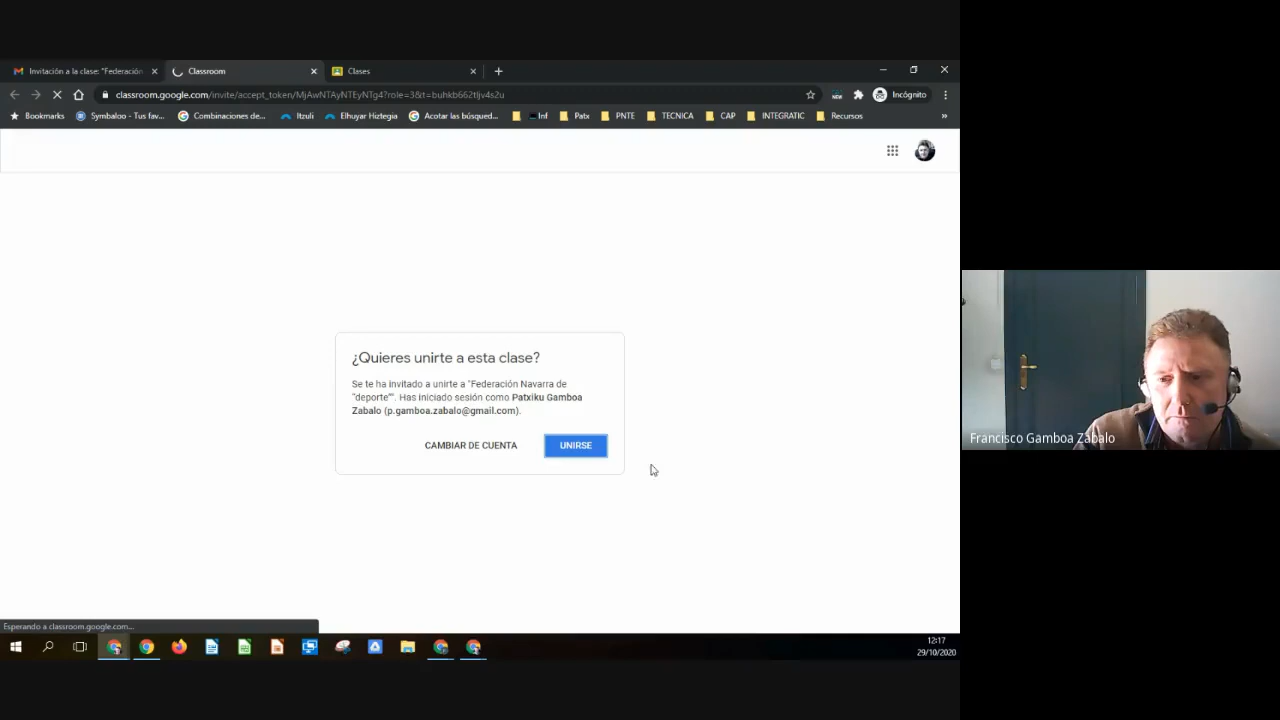 Invitación a la clase: "Federación
Classroom
Clases
classroom.google.com/invite/accept_token/MjAwNTAyNTEyNTg4?role=3&t=buhkb662tljv4s2u
Incógnito
Bookmarks
Symbaloo - Tus fav...
Combinaciones de...
Itzuli
Elhuyar Hiztegia
Acotar las búsqued...
Inf
Patx
PNTE
TECNICA
CAP
INTEGRATIC
Recursos
»
¿Quieres unirte a esta clase?
Se te ha invitado a unirte a "Federación Navarra de
"deporte"". Has iniciado sesión como Patxiku Gamboa
Zabalo (p.gamboa.zabalo@gmail.com).
CAMBIAR DE CUENTA
UNIRSE
Francisco Gamboa Zabalo
Esperando a classroom.google.com...
12:17
29/10/2020